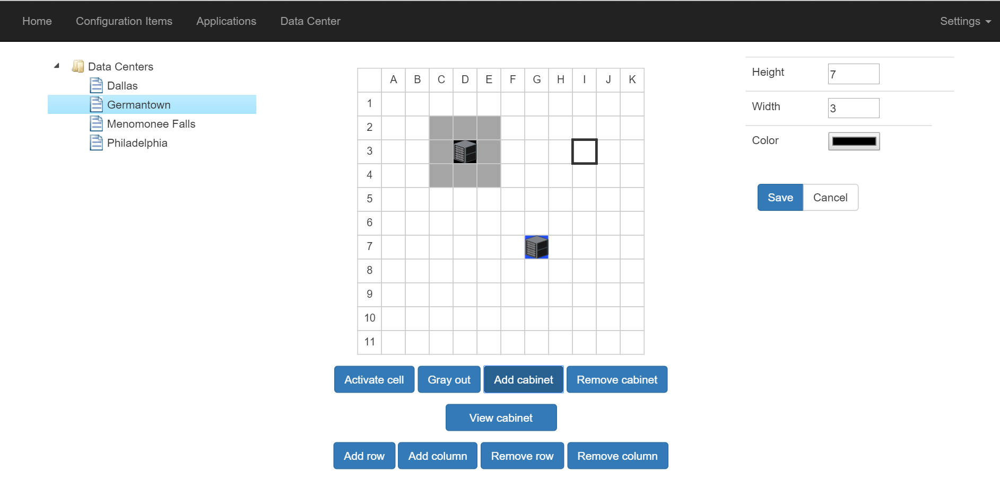 Home Configuration Items Applications Data Center Settings
Data Centers
Dallas
Germantown
Menomonee Falls
Philadelphia
A B C D E F G H I J K
1
2
3
4
5
6
7
8
9
10
11
Activate cell Gray out Add cabinet Remove cabinet
View cabinet
Add row Add column Remove row Remove column
Height 7
Width 3
Color
Save Cancel